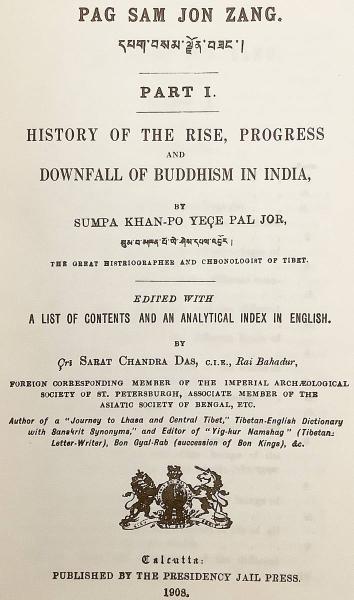 PAG SAM JON ZANG.
དཔག་བསམ་ལྗོན་བཟང་།
PART I.
HISTORY OF THE RISE, PROGRESS
AND
DOWNFALL OF BUDDHISM IN INDIA,
BY
SUMPA KHAN-PO YEÇE PAL JOR,
སུམ་པ་མཁན་པོ་ཡེ་ཤེས་དཔལ་འབྱོར།
THE GREAT HISTRIOGRAPHER AND CHRONOLOGIST OF TIBET.
EDITED WITH
A LIST OF CONTENTS AND AN ANALYTICAL INDEX IN ENGLISH.
BY
Çri SARAT CHANDRA DAS, C.I.E., Rai Bahadur,
FOREIGN CORRESPONDING MEMBER OF THE IMPERIAL ARCHÆOLOGICAL
SOCIETY OF ST. PETERSBURGH, ASSOCIATE MEMBER OF THE
ASIATIC SOCIETY OF BENGAL, ETC.
Author of a "Journey to Lhasa and Central Tibet," Tibetan-English Dictionary
with Sanskrit Synonyms," and Editor of "Yig-kur Namshag" (Tibetan
Letter-Writer), Bon Gyal-Rab (succession of Bon Kings), &c.
Calcutta:
PUBLISHED BY THE PRESIDENCY JAIL PRESS.
1908.